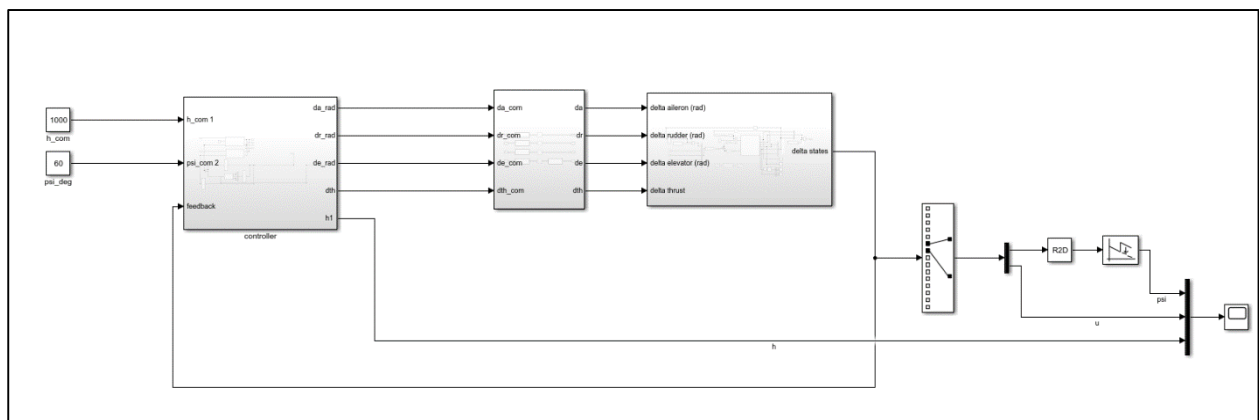 1000
h_com
60
psi_deg
h_com 1
psi_com 2
feedback
da_rad
dr_rad
de_rad
dth
h1
controller
da_com
dr_com
de_com
dth_com
da
dr
de
dth
delta aileron (rad)
delta rudder (rad)
delta elevator (rad)
delta thrust
delta states
R2D
psi
u
h